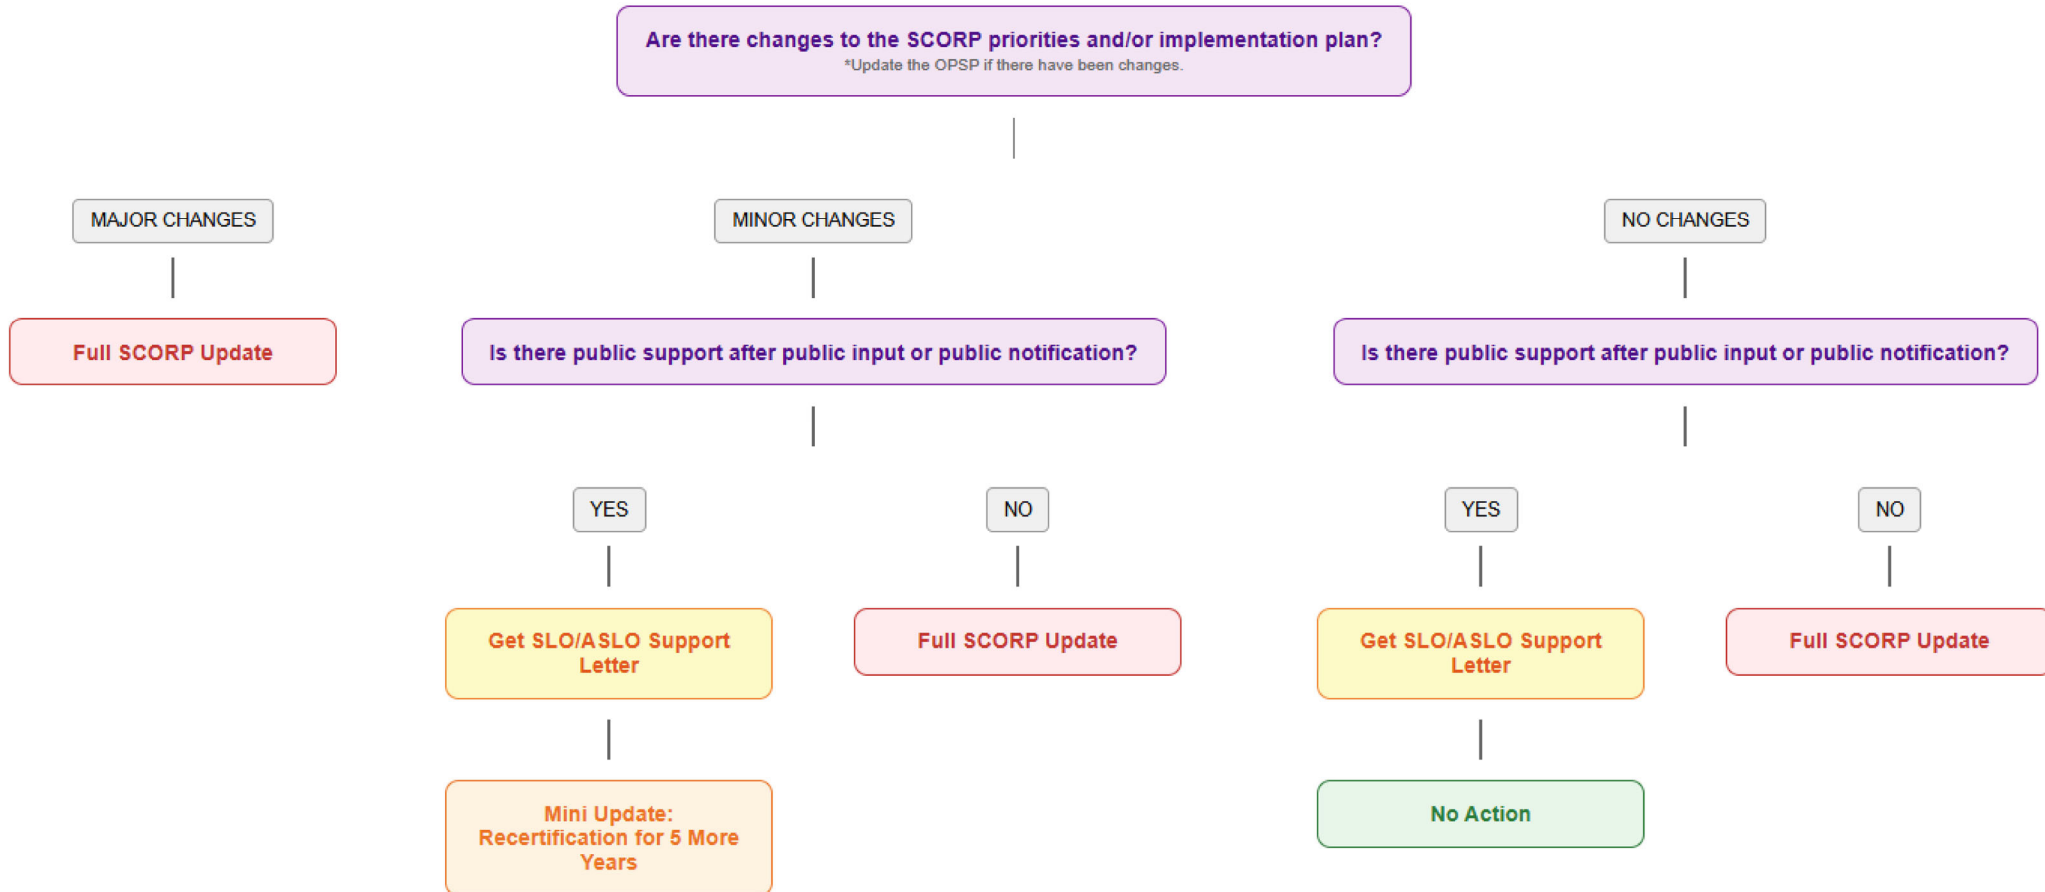 Are there changes to the SCORP priorities and/or implementation plan?
*Update the OPSP if there have been changes.
MAJOR CHANGES
MINOR CHANGES
NO CHANGES
Full SCORP Update
Is there public support after public input or public notification?
Is there public support after public input or public notification?
YES
NO
YES
NO
Get SLO/ASLO Support
Letter
Full SCORP Update
Get SLO/ASLO Support
Letter
Full SCORP Update
Mini Update:
Recertification for 5 More
Years
No Action